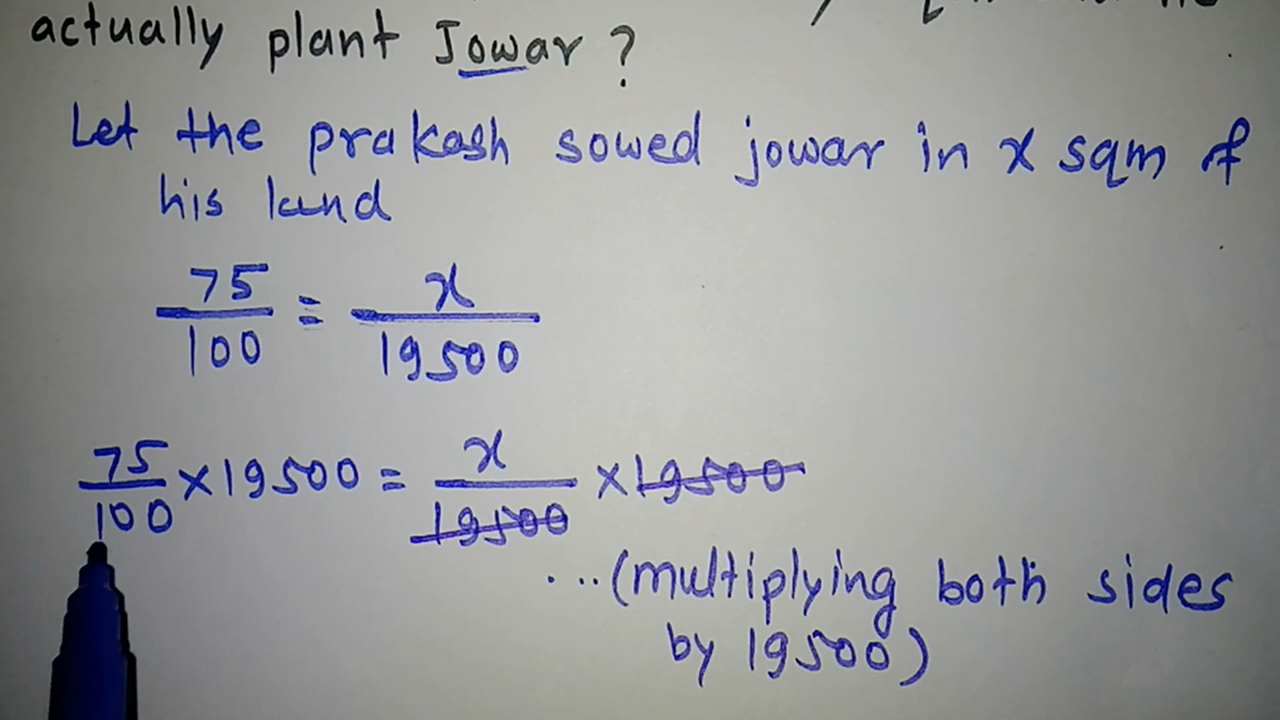 actually plant Jowar ?
Let the prakash sowed jowar in x sqm of
his land
75/100 = x/19500
75/100 × 19500 = x/19500 × 19500
... (multiplying both sides
by 19500)